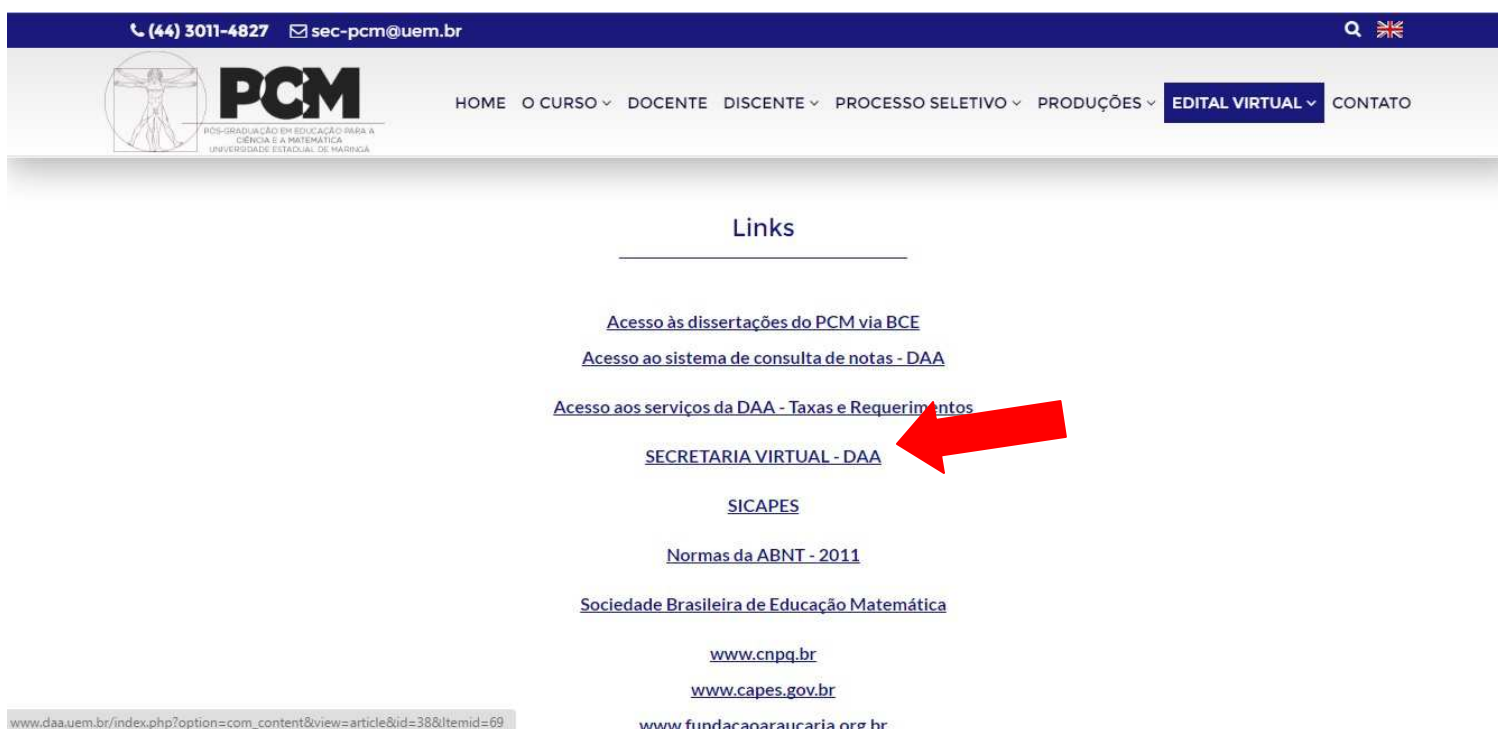 (44) 3011-4827 sec-pcm@uem.br
PCM
PÓS-GRADUAÇÃO EM EDUCAÇÃO PARA A
CIÊNCIA E A MATEMÁTICA
UNIVERSIDADE ESTADUAL DE MARINGÁ
HOME O CURSO DOCENTE DISCENTE PROCESSO SELETIVO PRODUÇÕES EDITAL VIRTUAL CONTATO
Links
Acesso às dissertações do PCM via BCE
Acesso ao sistema de consulta de notas - DAA
Acesso aos serviços da DAA - Taxas e Requerimentos
SECRETARIA VIRTUAL - DAA
SICAPES
Normas da ABNT - 2011
Sociedade Brasileira de Educação Matemática
www.cnpq.br
www.capes.gov.br
www.fundacaoaraucaria.org.br
www.daa.uem.br/index.php?option=com_content&view=article&id=38&Itemid=69